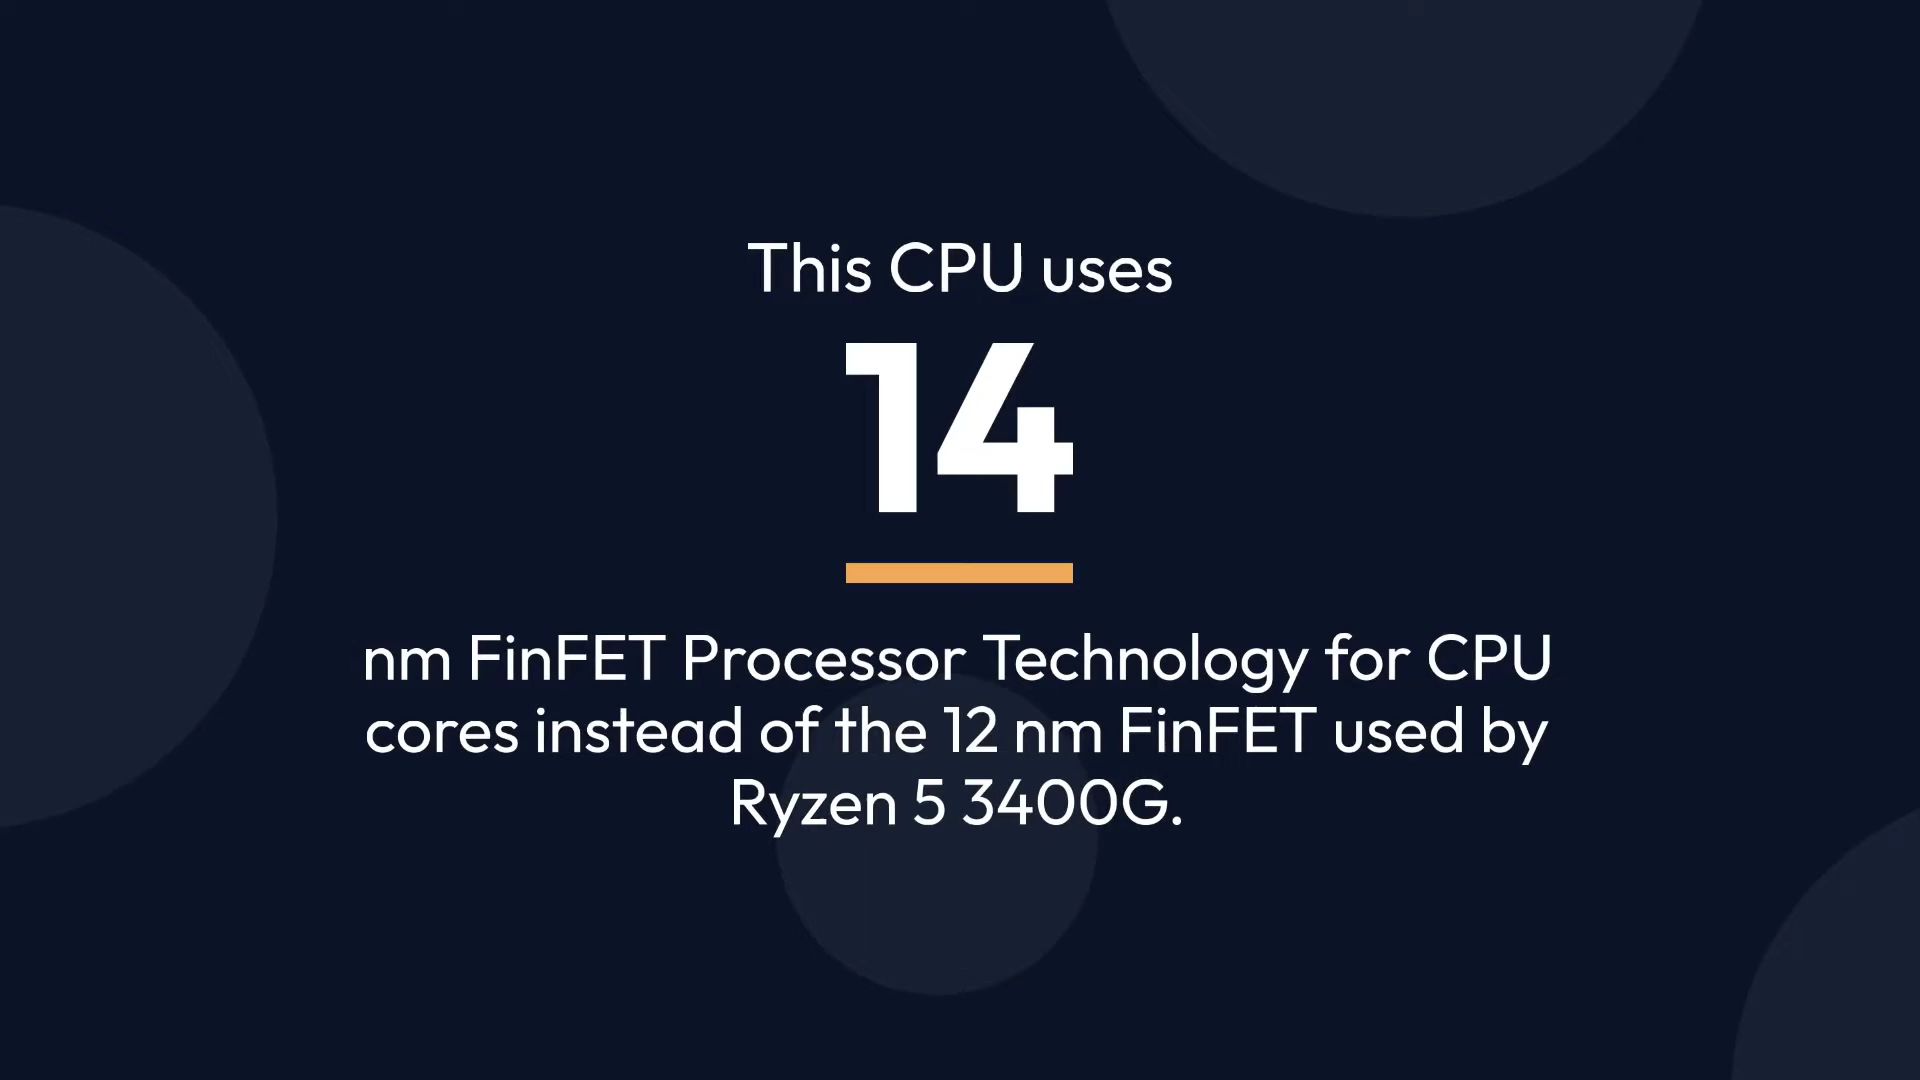 This CPU uses
14
nm FinFET Processor Technology for CPU
cores instead of the 12 nm FinFET used by
Ryzen 5 3400G.